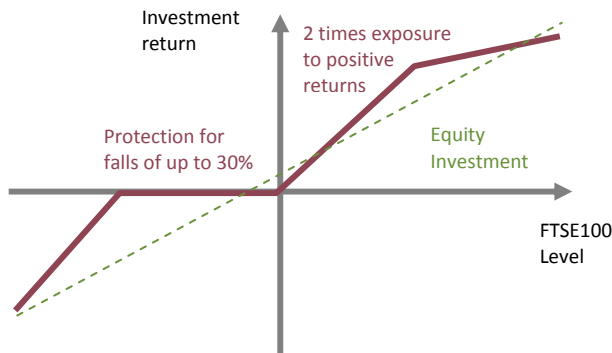 Investment
return
2 times exposure
to positive
returns
Protection for
falls of up to 30%
Equity
Investment
FTSE100
Level